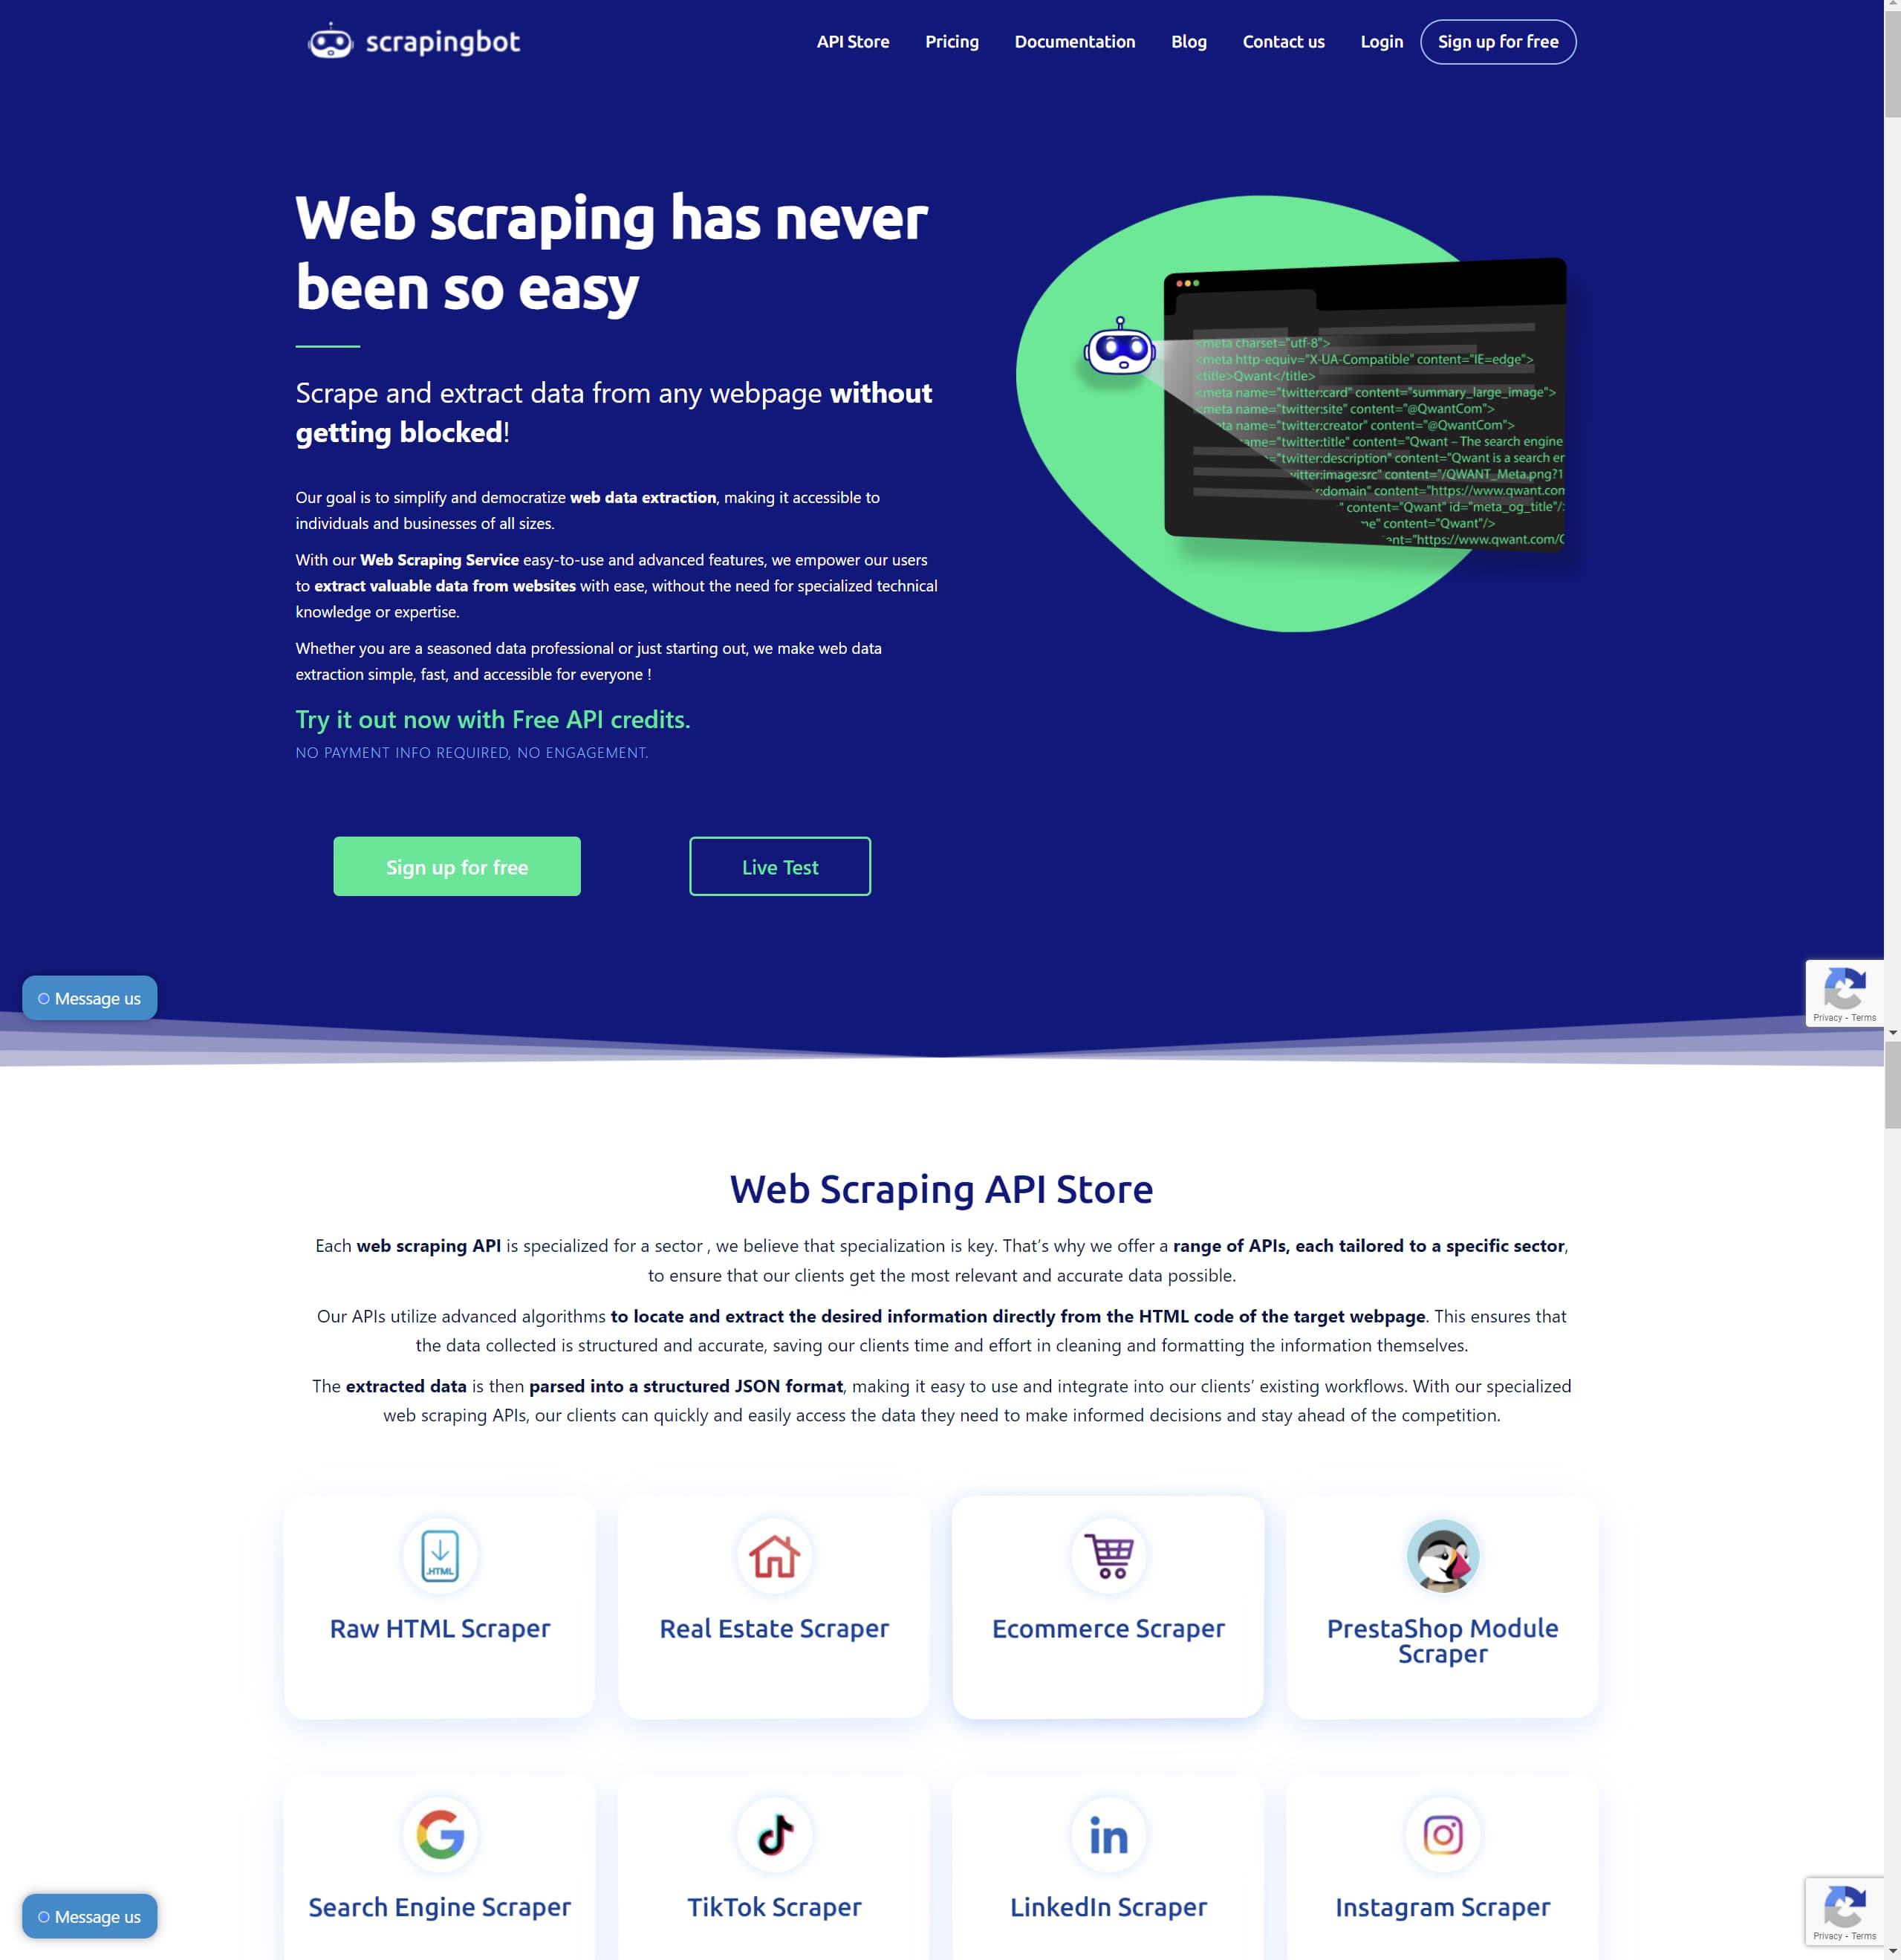 scrapingbot
API Store
Pricing
Documentation
Blog
Contact us
Login
Sign up for free
Web scraping has never
been so easy
Scrape and extract data from any webpage without
getting blocked!
Our goal is to simplify and democratize web data extraction, making it accessible to
individuals and businesses of all sizes.
With our Web Scraping Service easy-to-use and advanced features, we empower our users
to extract valuable data from websites with ease, without the need for specialized technical
knowledge or expertise.
Whether you are a seasoned data professional or just starting out, we make web data
extraction simple, fast, and accessible for everyone !
Try it out now with Free API credits.
NO PAYMENT INFO REQUIRED, NO ENGAGEMENT.
Sign up for free
Live Test
<meta charset="utf-8">
<meta http-equiv="X-UA-Compatible" content="IE=edge">
<title>Qwant</title>
<meta name="twitter:card" content="summary_large_image">
<meta name="twitter:site" content="@QwantCom">
ta name="twitter:creator" content="@QwantCom">
ame="twitter:title" content="Qwant – The search engine
="twitter:description" content="Qwant is a search er
witter:image:src" content="/QWANT_Meta.png?1
:domain" content="https://www.qwant.com
" content="Qwant" id="meta_og_title"/>
ne" content="Qwant"/>
ent="https://www.qwant.com/
Message us
Privacy - Terms
Web Scraping API Store
Each web scraping API is specialized for a sector , we believe that specialization is key. That’s why we offer a range of APIs, each tailored to a specific sector,
to ensure that our clients get the most relevant and accurate data possible.
Our APIs utilize advanced algorithms to locate and extract the desired information directly from the HTML code of the target webpage. This ensures that
the data collected is structured and accurate, saving our clients time and effort in cleaning and formatting the information themselves.
The extracted data is then parsed into a structured JSON format, making it easy to use and integrate into our clients’ existing workflows. With our specialized
web scraping APIs, our clients can quickly and easily access the data they need to make informed decisions and stay ahead of the competition.
.HTML
Raw HTML Scraper
Real Estate Scraper
Ecommerce Scraper
PrestaShop Module
Scraper
in
Search Engine Scraper
TikTok Scraper
LinkedIn Scraper
Instagram Scraper
Message us
Privacy - Terms